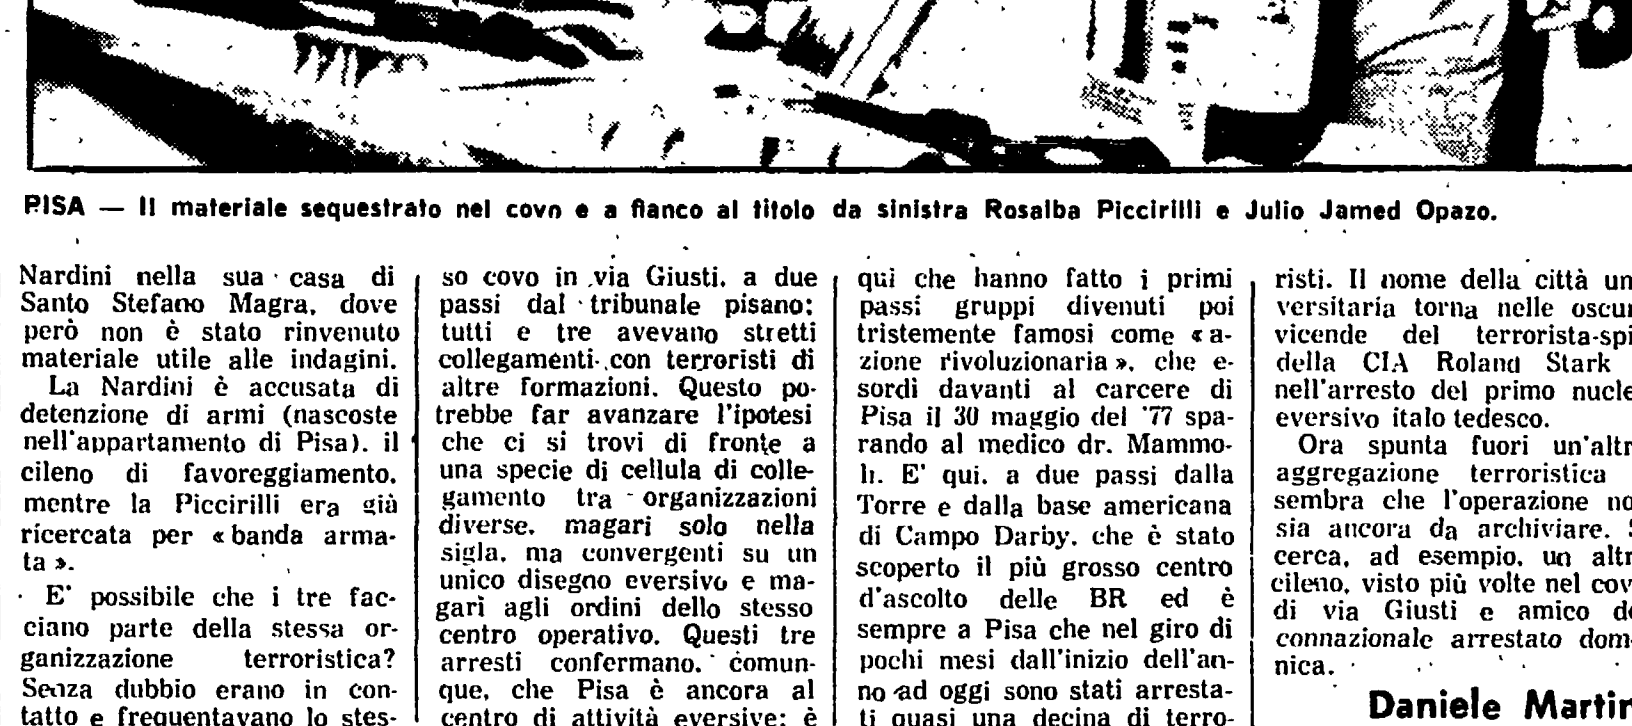 PISA — Il materiale sequestrato nel covo e a fianco al titolo da sinistra Rosalba Piccirilli e Julio Jamed Opazo.
Nardini nella sua casa di
Santo Stefano Magra, dove
però non è stato rinvenuto
materiale utile alle indagini.
La Nardini è accusata di
detenzione di armi (nascoste
nell'appartamento di Pisa), il
cileno di favoreggiamento,
mentre la Piccirilli era già
ricercata per « banda arma-
ta ».
E' possibile che i tre fac-
ciano parte della stessa or-
ganizzazione terroristica?
Senza dubbio erano in con-
tatto e frequentavano lo stes-
so covo in via Giusti, a due
passi dal tribunale pisano:
tutti e tre avevano stretti
collegamenti con terroristi di
altre formazioni. Questo po-
trebbe far avanzare l'ipotesi
che ci si trovi di fronte a
una specie di cellula di colle-
gamento tra organizzazioni
diverse, magari solo nella
sigla, ma convergenti su un
unico disegno eversivo e ma-
gari agli ordini dello stesso
centro operativo. Questi tre
arresti confermano, comun-
que, che Pisa è ancora al
centro di attività eversive: è
qui che hanno fatto i primi
passi gruppi divenuti poi
tristemente famosi come « a-
zione rivoluzionaria », che e-
sordì davanti al carcere di
Pisa il 30 maggio del '77 spa-
rando al medico dr. Mammo-
li. E' qui, a due passi dalla
Torre e dalla base americana
di Campo Darby, che è stato
scoperto il più grosso centro
d'ascolto delle BR ed è
sempre a Pisa che nel giro di
pochi mesi dall'inizio dell'an-
no ad oggi sono stati arresta-
ti quasi una decina di terro-
risti. Il nome della città un
versitaria torna nelle oscur
vicende del terrorista-spi
della CIA Roland Stark
nell'arresto del primo nucle
eversivo italo tedesco.
Ora spunta fuori un'altr
aggregazione terroristica
sembra che l'operazione no
sia ancora da archiviare. S
cerca, ad esempio, un altr
cileno, visto più volte nel cov
di via Giusti e amico de
connazionale arrestato dome-
nica.
Daniele Martin